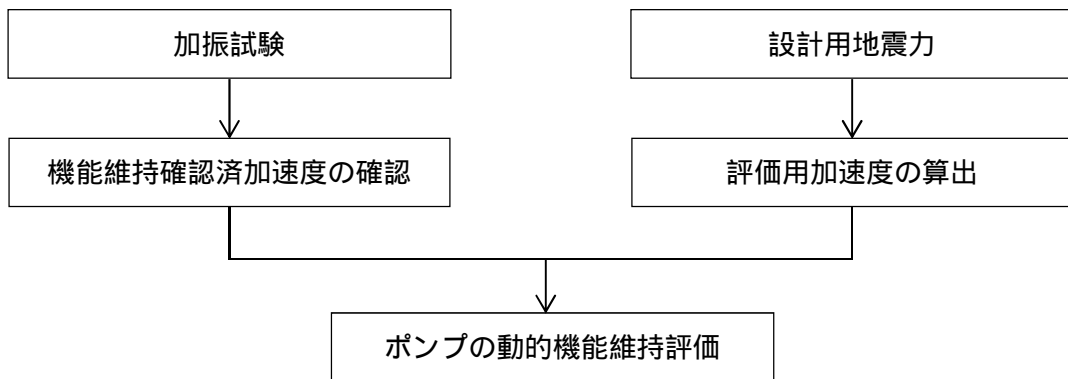 加振試験
設計用地震力
機能維持確認済加速度の確認
評価用加速度の算出
ポンプの動的機能維持評価